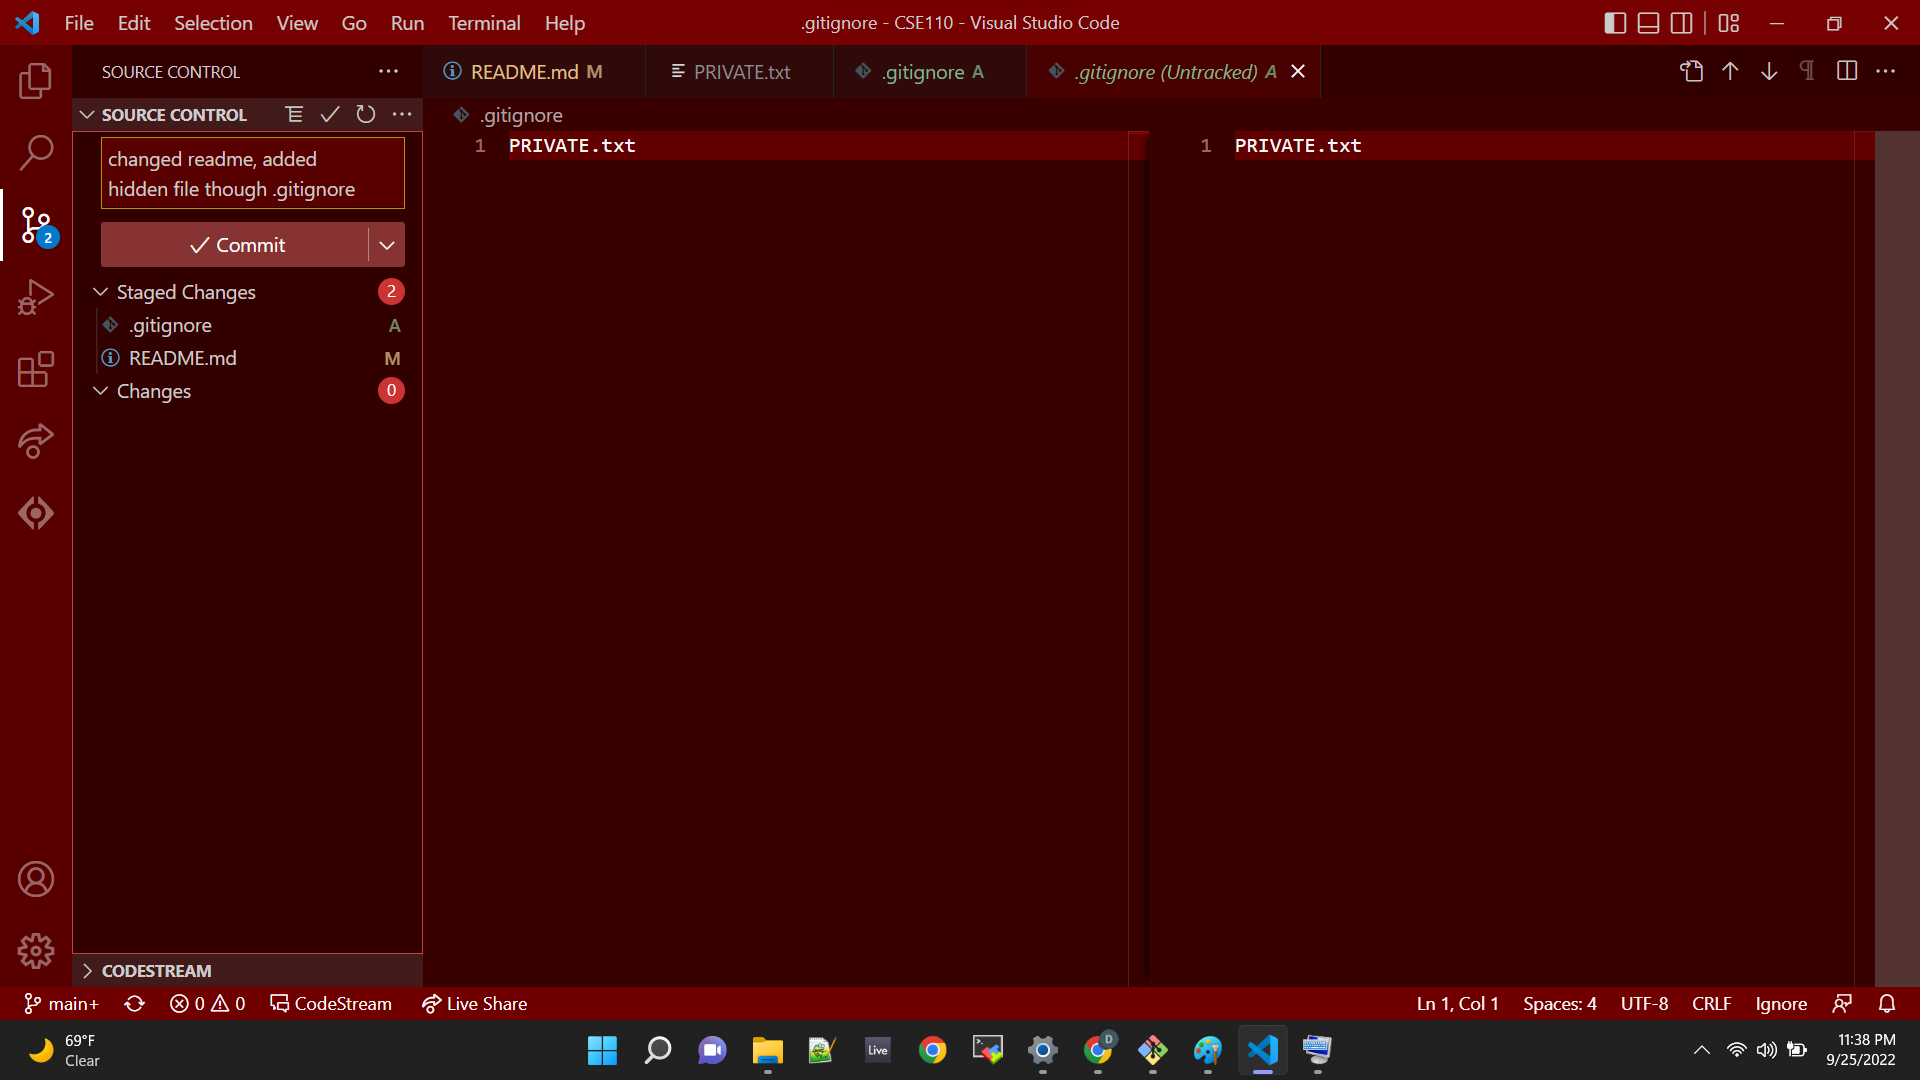 File Edit Selection View Go Run Terminal Help
.gitignore - CSE110 - Visual Studio Code
SOURCE CONTROL
README.md M
PRIVATE.txt
.gitignore A
.gitignore (Untracked) A
SOURCE CONTROL
.gitignore
changed readme, added
hidden file though .gitignore
1 PRIVATE.txt
1 PRIVATE.txt
Commit
Staged Changes 2
.gitignore A
README.md M
Changes 0
2
CODESTREAM
main+ 0 0 CodeStream Live Share
Ln 1, Col 1 Spaces: 4 UTF-8 CRLF Ignore
69°F
Clear
Live
D
11:38 PM
9/25/2022